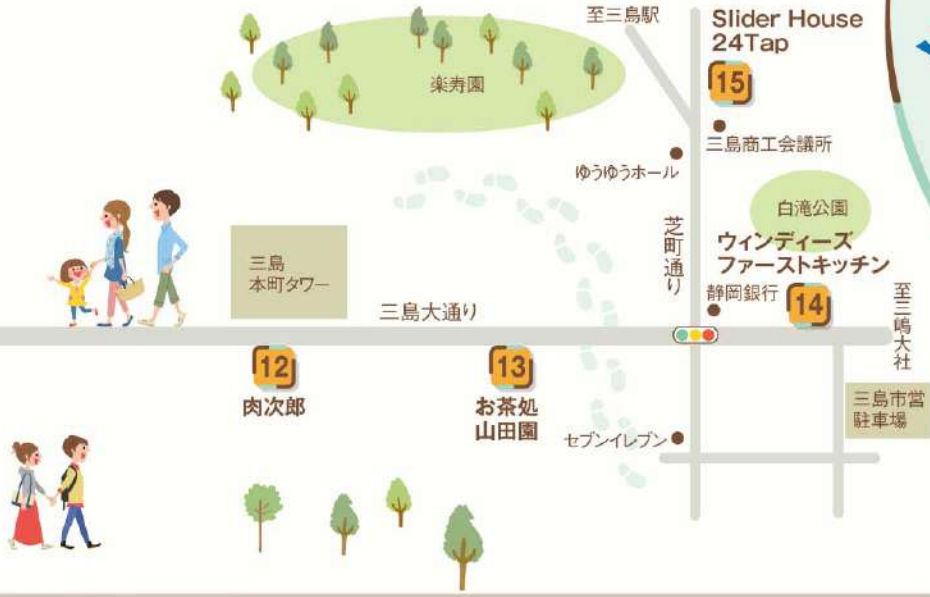 至三島駅
Slider House
24Tap
15
楽寿園
三島商工会議所
ゆうゆうホール
白滝公園
芝町通り
ウィンディーズ
ファーストキッチン
静岡銀行
14
至三嶋大社
三島
本町タワー
三島大通り
12
肉次郎
13
お茶処
山田園
セブンイレブン
三島市営
駐車場